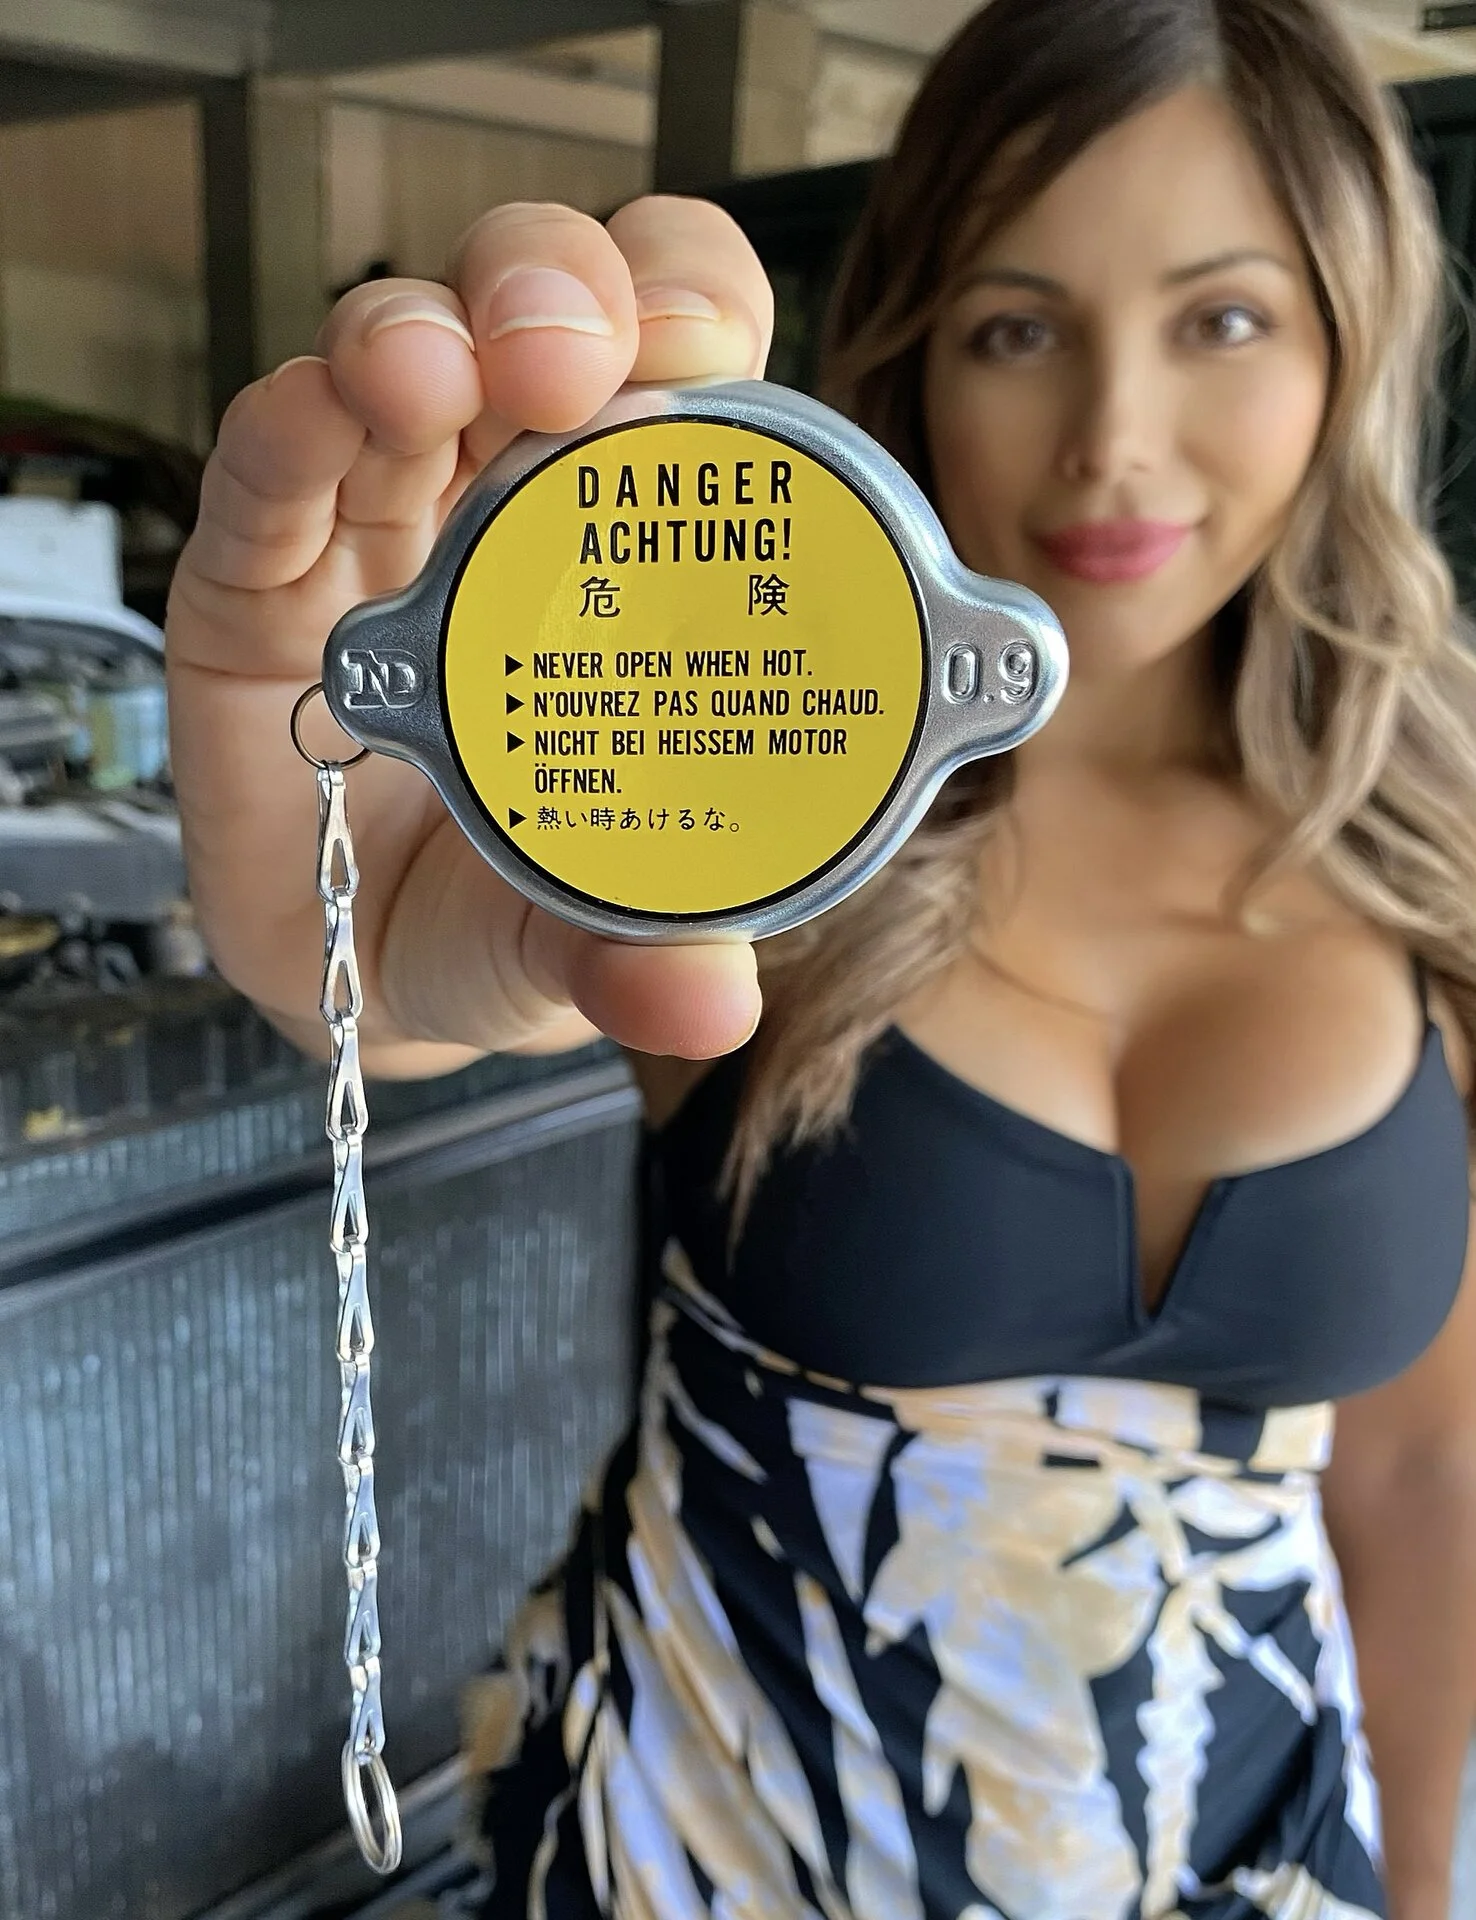 DANGER
ACHTUNG!
危 険
▶ NEVER OPEN WHEN HOT.
▶ N'OUVREZ PAS QUAND CHAUD.
▶ NICHT BEI HEISSEM MOTOR
ÖFFNEN.
▶ 熱い時あけるな。
ND
0.9